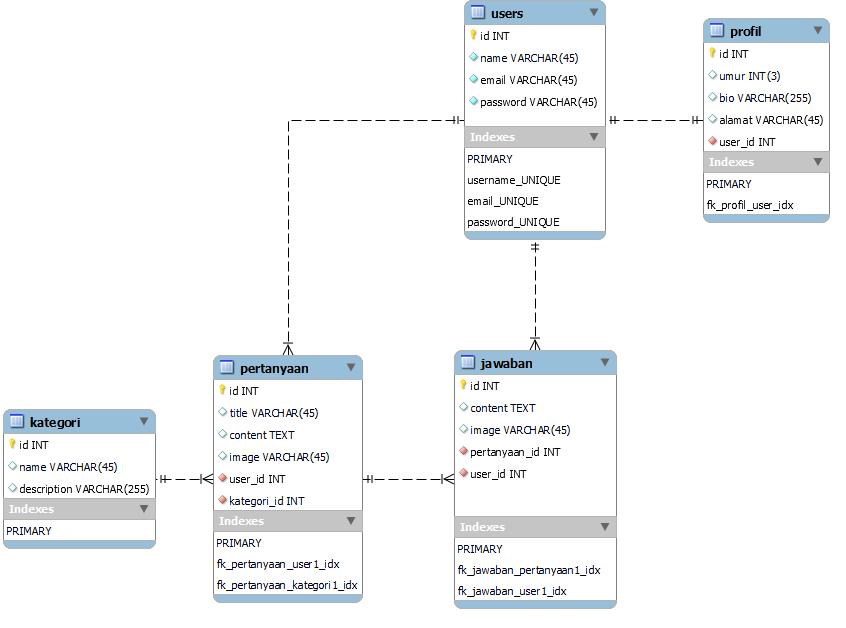 users
id INT
name VARCHAR(45)
email VARCHAR(45)
password VARCHAR(45)
Indexes
PRIMARY
username_UNIQUE
email_UNIQUE
password_UNIQUE
profil
id INT
umur INT(3)
bio VARCHAR(255)
alamat VARCHAR(45)
user_id INT
Indexes
PRIMARY
fk_profil_user_idx
kategori
id INT
name VARCHAR(45)
description VARCHAR(255)
Indexes
PRIMARY
pertanyaan
id INT
title VARCHAR(45)
content TEXT
image VARCHAR(45)
user_id INT
kategori_id INT
Indexes
PRIMARY
fk_pertanyaan_user1_idx
fk_pertanyaan_kategori1_idx
jawaban
id INT
content TEXT
image VARCHAR(45)
pertanyaan_id INT
user_id INT
Indexes
PRIMARY
fk_jawaban_pertanyaan1_idx
fk_jawaban_user1_idx